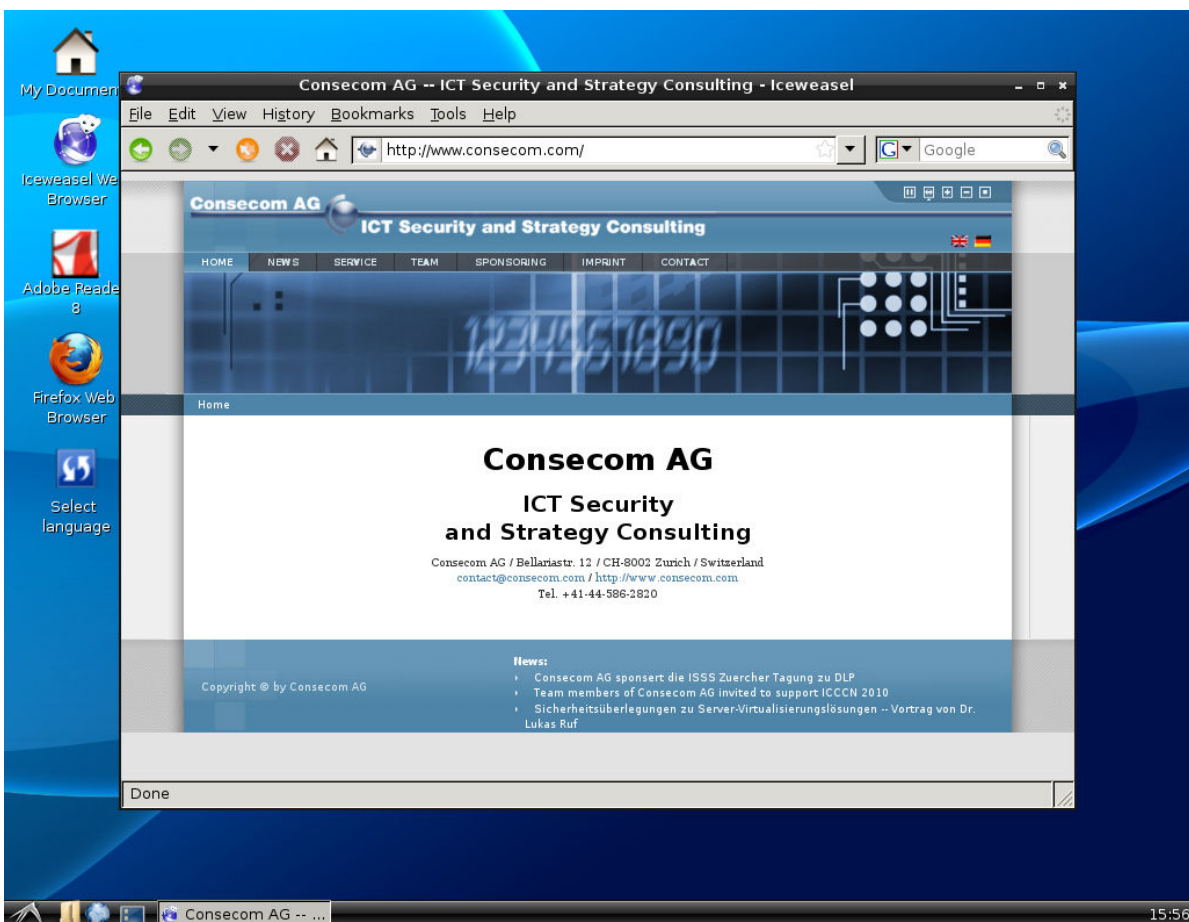 My Documen
Iceweasel We
Browser
Adobe Reade
8
Firefox Web
Browser
Select
language
Consecom AG -- ICT Security and Strategy Consulting - Iceweasel
File Edit View History Bookmarks Tools Help
http://www.consecom.com/
G Google
Consecom AG
ICT Security and Strategy Consulting
HOME NEWS SERVICE TEAM SPONSORING IMPRINT CONTACT
1234561890
Home
Consecom AG
ICT Security
and Strategy Consulting
Consecom AG / Bellariastr. 12 / CH-8002 Zurich / Switzerland
contact@consecom.com / http://www.consecom.com
Tel. +41-44-586-2820
Copyright © by Consecom AG
News:
Consecom AG sponsert die ISSS Zuercher Tagung zu DLP
Team members of Consecom AG invited to support ICCCN 2010
Sicherheitsüberlegungen zu Server-Virtualisierungslösungen -- Vortrag von Dr.
Lukas Ruf
Done
Consecom AG -- ...
15:56